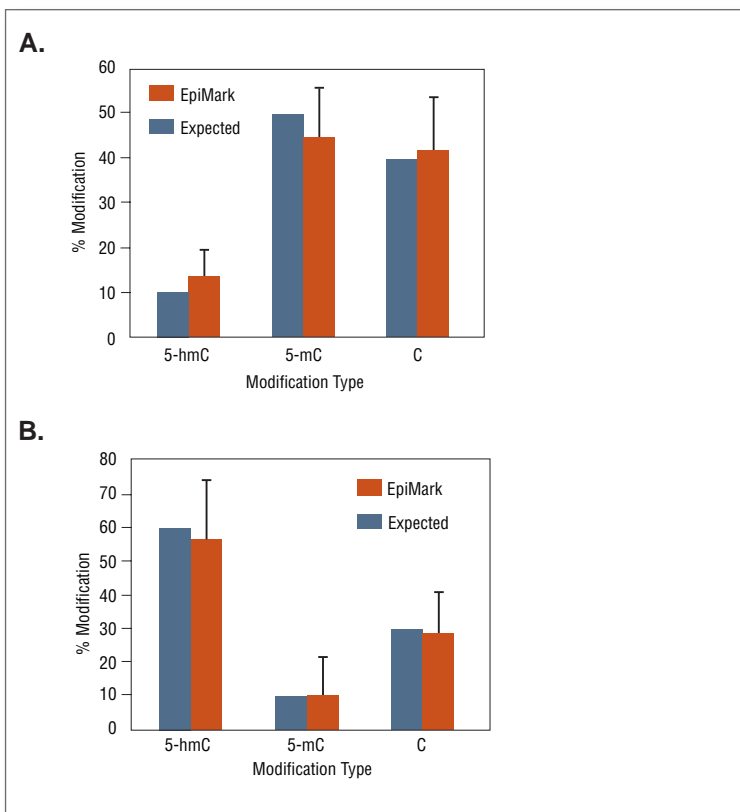 A.
60
50
40
30
20
10
0
% Modification
EpiMark
Expected
5-hmC 5-mC C
Modification Type
B.
80
70
60
50
40
30
20
10
0
% Modification
EpiMark
Expected
5-hmC 5-mC C
Modification Type